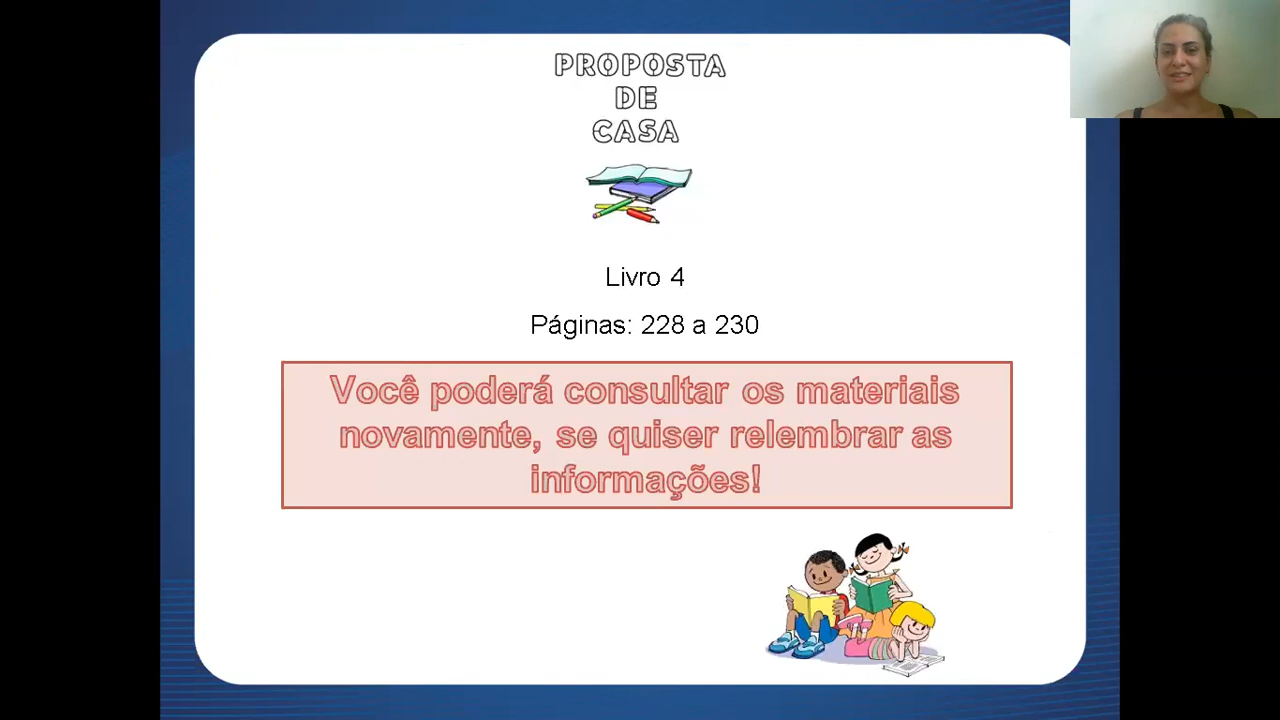 PROPOSTA
DE
CASA
Livro 4
Páginas: 228 a 230
Você poderá consultar os materiais
novamente, se quiser relembrar as
informações!